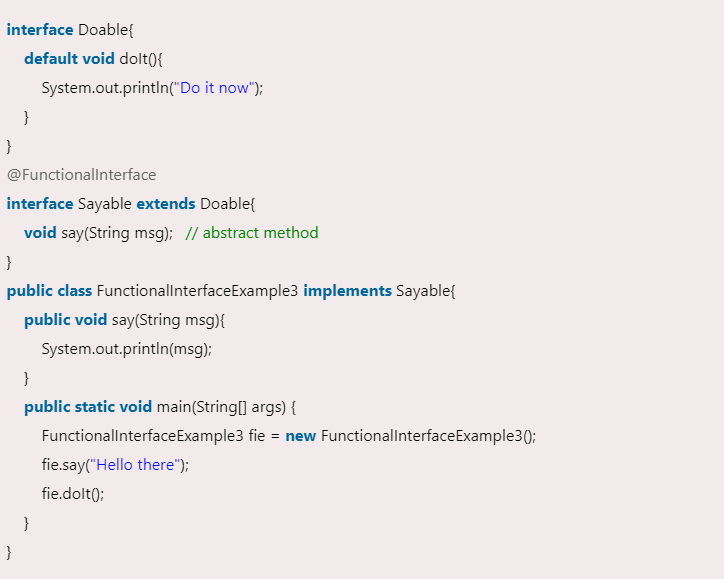 interface Doable{
default void doIt(){
System.out.println("Do it now");
}
}
@FunctionalInterface
interface Sayable extends Doable{
void say(String msg);   // abstract method
}
public class FunctionalInterfaceExample3 implements Sayable{
public void say(String msg){
System.out.println(msg);
}
public static void main(String[] args) {
FunctionalInterfaceExample3 fie = new FunctionalInterfaceExample3();
fie.say("Hello there");
fie.doIt();
}
}